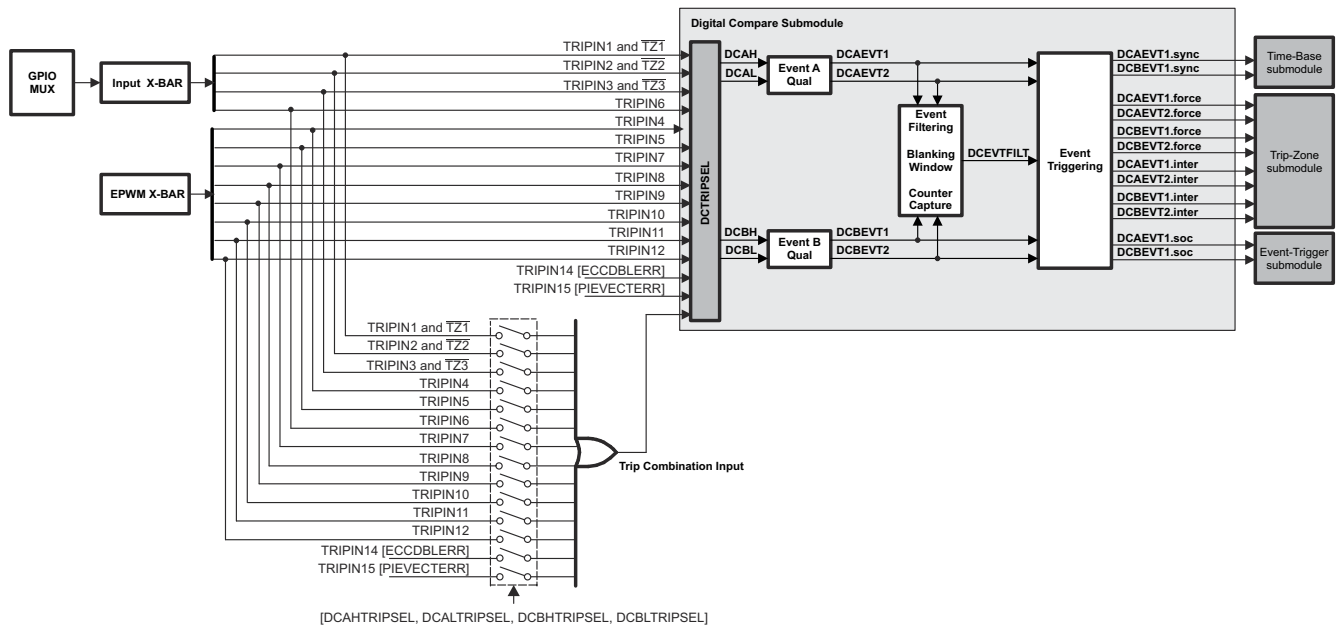 Digital Compare Submodule
GPIO
MUX
Input X-BAR
EPWM X-BAR
TRIPIN1 and TZ1
TRIPIN2 and TZ2
TRIPIN3 and TZ3
TRIPIN6
TRIPIN4
TRIPIN5
TRIPIN7
TRIPIN8
TRIPIN9
TRIPIN10
TRIPIN11
TRIPIN12
TRIPIN14 [ECCDBLERR]
TRIPIN15 [PIEVECTERR]
DCTRIPSEL
DCAH
DCAL
Event A
Qual
DCAEVT1
DCAEVT2
Event
Filtering
Blanking
Window
Counter
Capture
DCEVTFILT
DCBH
DCBL
Event B
Qual
DCBEVT1
DCBEVT2
Event
Triggering
DCAEVT1.sync
DCBEVT1.sync
DCAEVT1.force
DCAEVT2.force
DCBEVT1.force
DCBEVT2.force
DCAEVT1.inter
DCAEVT2.inter
DCBEVT1.inter
DCBEVT2.inter
DCAEVT1.soc
DCBEVT1.soc
Time-Base
submodule
Trip-Zone
submodule
Event-Trigger
submodule
TRIPIN1 and TZ1
TRIPIN2 and TZ2
TRIPIN3 and TZ3
TRIPIN4
TRIPIN5
TRIPIN6
TRIPIN7
TRIPIN8
TRIPIN9
TRIPIN10
TRIPIN11
TRIPIN12
TRIPIN14 [ECCDBLERR]
TRIPIN15 [PIEVECTERR]
Trip Combination Input
[DCAHTRIPSEL, DCALTRIPSEL, DCBHTRIPSEL, DCBLTRIPSEL]